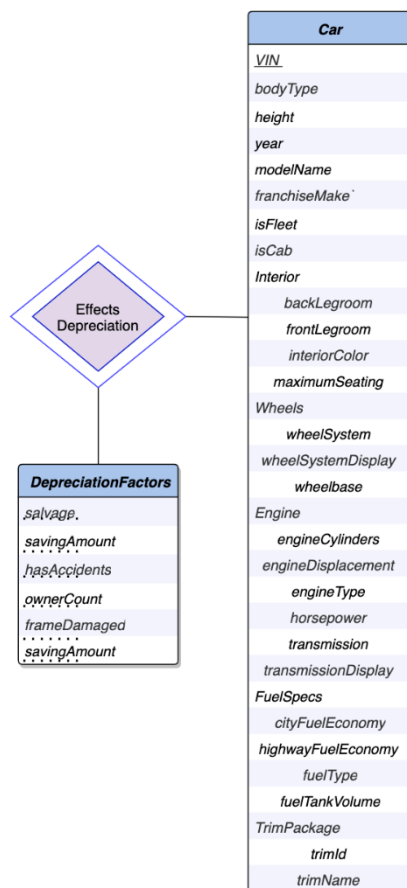 Car
VIN
bodyType
height
year
modelName
franchiseMake`
isFleet
isCab
Interior
backLegroom
frontLegroom
interiorColor
maximumSeating
Wheels
wheelSystem
wheelSystemDisplay
wheelbase
Engine
engineCylinders
engineDisplacement
engineType
horsepower
transmission
transmissionDisplay
FuelSpecs
cityFuelEconomy
highwayFuelEconomy
fuelType
fuelTankVolume
TrimPackage
trimId
trimName
Effects
Depreciation
DepreciationFactors
salvage
savingAmount
hasAccidents
ownerCount
frameDamaged
savingAmount